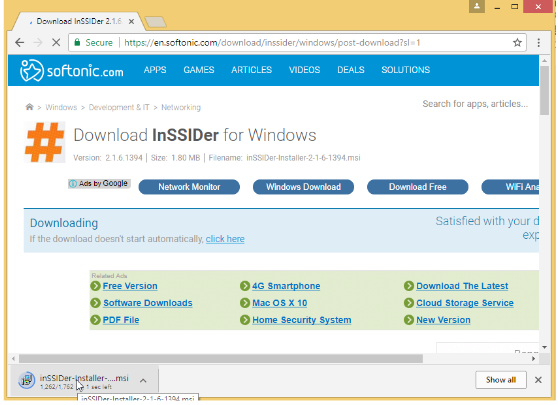 Download InSSIDer 2.1.6
Secure https://en.softonic.com/download/inssider/windows/post-download?sl=1
softonic.com APPS GAMES ARTICLES VIDEOS DEALS SOLUTIONS
> Windows > Development & IT > Networking
Search for apps, articles...
Download InSSIDer for Windows
Version: 2.1.6.1394 | Size: 1.80 MB | Filename: inSSIDer-Installer-2-1-6-1394.msi
Ads by Google Network Monitor Windows Download Download Free WiFi Ana
Downloading
If the download doesn't start automatically, click here
Satisfied with your d
exp
Related Ads
Free Version 4G Smartphone Download The Latest
Software Downloads Mac OS X 10 Cloud Storage Service
PDF File Home Security System New Version
inSSIDer-Installer-....msi
1 sec left
Show all
inSSIDer-Installer-2-1-6-1394.msi